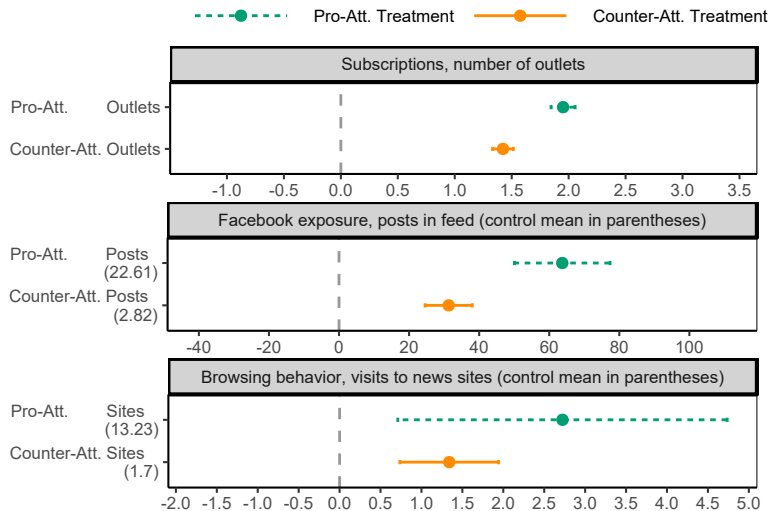 Pro-Att. Treatment Counter-Att. Treatment
Subscriptions, number of outlets
Pro-Att. Outlets
Counter-Att. Outlets
-1.0 -0.5 0.0 0.5 1.0 1.5 2.0 2.5 3.0 3.5
Facebook exposure, posts in feed (control mean in parentheses)
Pro-Att. Posts
(22.61)
Counter-Att. Posts
(2.82)
-40 -20 0 20 40 60 80 100
Browsing behavior, visits to news sites (control mean in parentheses)
Pro-Att. Sites
(13.23)
Counter-Att. Sites
(1.7)
-2.0 -1.5 -1.0 -0.5 0.0 0.5 1.0 1.5 2.0 2.5 3.0 3.5 4.0 4.5 5.0